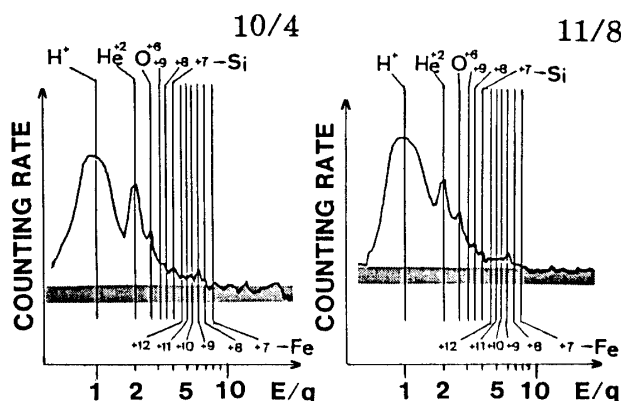 10/4
H+ He+2 O+6 +9 +8 +7 Si
COUNTING RATE
+12 +11 +10 +9 +8 +7 Fe
1 2 5 10 E/q
11/8
H+ He+2 O+6 +9 +8 +7 Si
COUNTING RATE
+12 +11 +10 +9 +8 +7 Fe
1 2 5 10 E/q